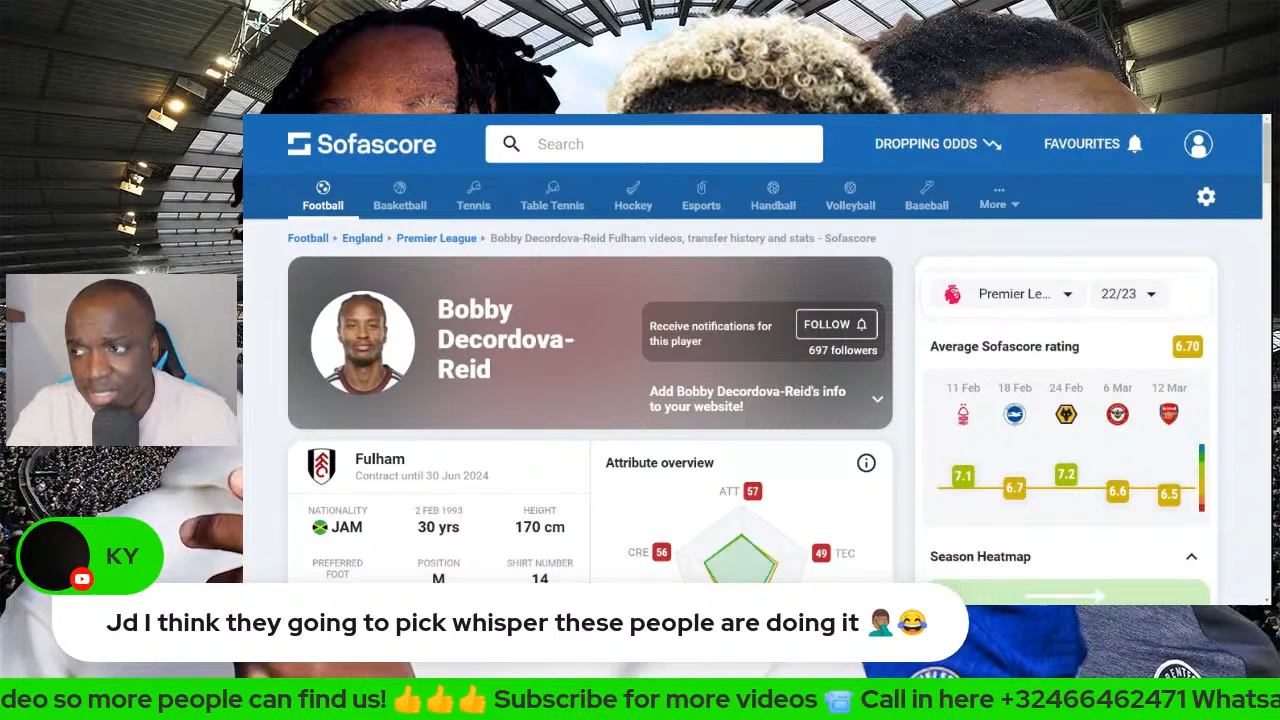 Sofascore
Search
DROPPING ODDS
FAVOURITES
Football
Basketball
Tennis
Table Tennis
Hockey
Esports
Handball
Volleyball
Baseball
More
Football ▸ England ▸ Premier League ▸ Bobby Decordova-Reid Fulham videos, transfer history and stats - Sofascore
Bobby
Decordova-
Reid
Receive notifications for
this player
FOLLOW
697 followers
Add Bobby Decordova-Reid's info
to your website!
Premier Le...
22/23
Average Sofascore rating
6.70
11 Feb 18 Feb 24 Feb 6 Mar 12 Mar
7.1 6.7 7.2 6.6 6.5
Season Heatmap
Fulham
Contract until 30 Jun 2024
NATIONALITY
JAM
2 FEB 1993
30 yrs
HEIGHT
170 cm
PREFERRED
FOOT
POSITION
M
SHIRT NUMBER
14
Attribute overview
ATT 57
CRE 56
49 TEC
KY
Jd I think they going to pick whisper these people are doing it 🤦🏾‍♂️😂
deo so more people can find us! 👍👍👍 Subscribe for more videos 📹 Call in here +32466462471 Whatsa